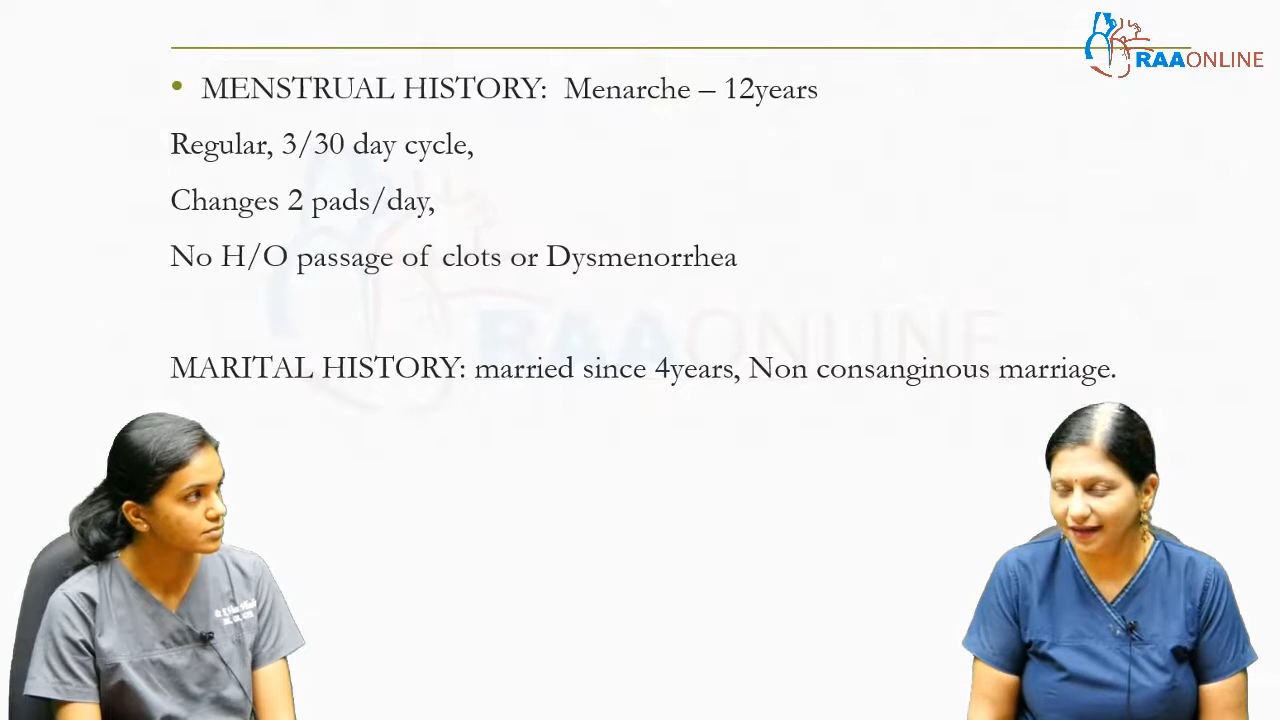 RAAONLINE
• MENSTRUAL HISTORY: Menarche – 12years
Regular, 3/30 day cycle,
Changes 2 pads/day,
No H/O passage of clots or Dysmenorrhea
RAAONLINE
MARITAL HISTORY: married since 4years, Non consanginous marriage.